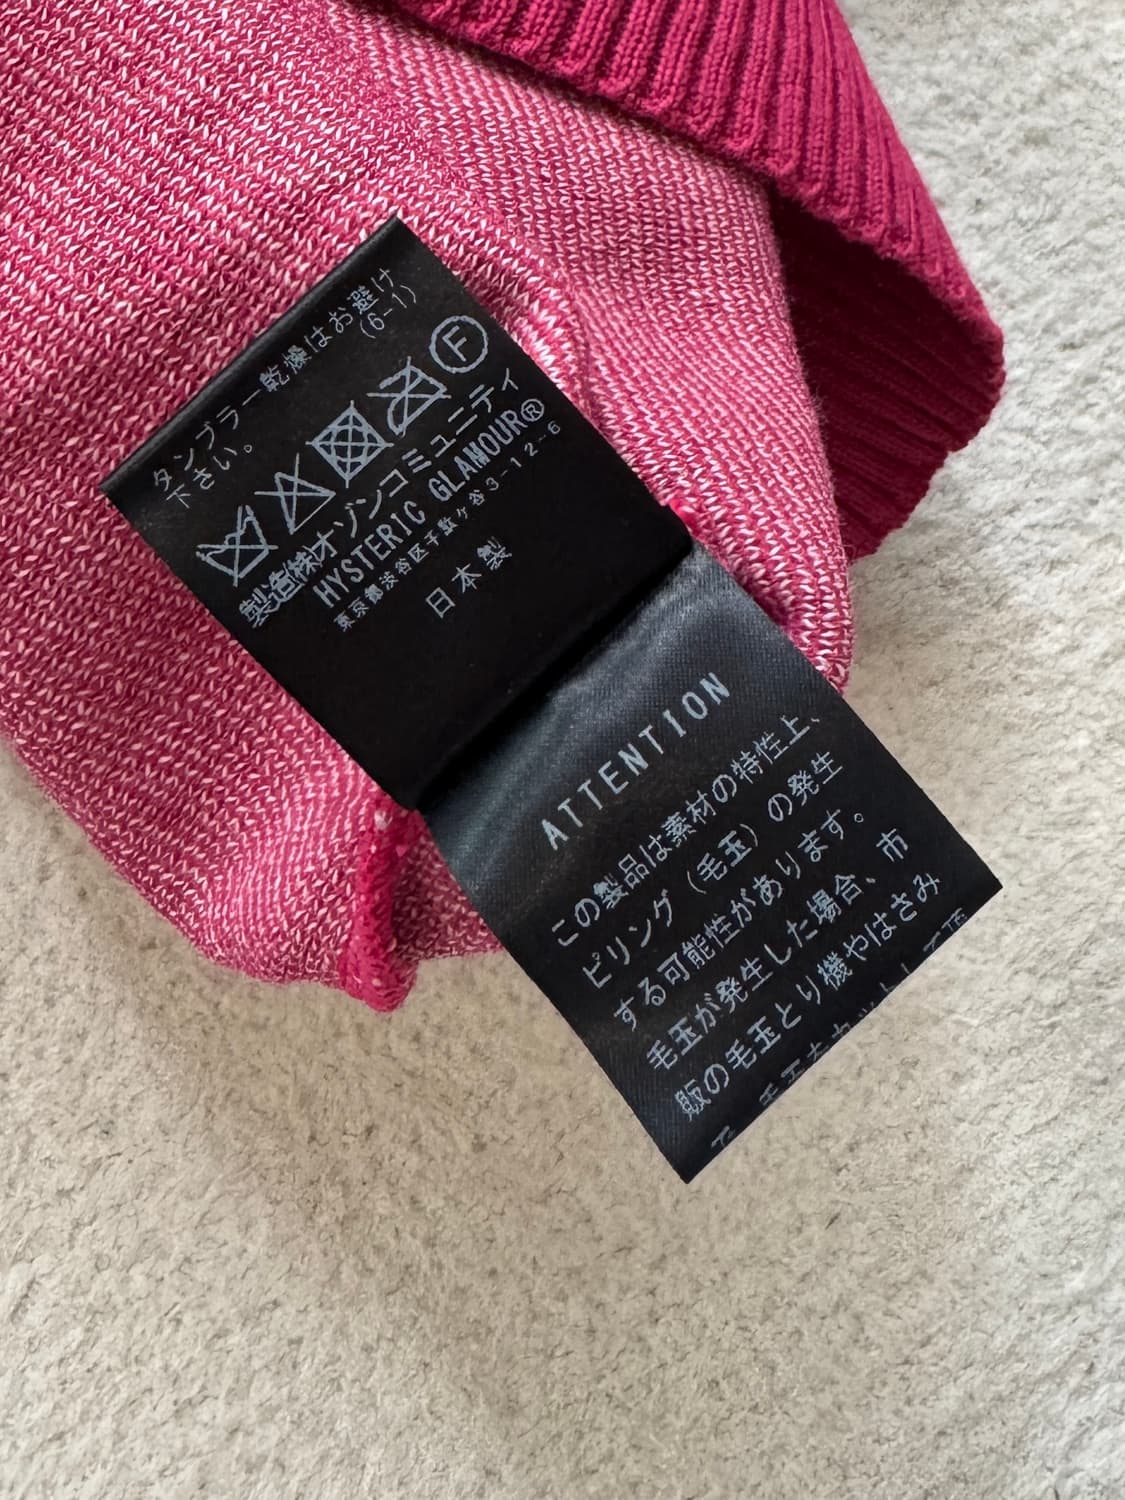 タンブラー乾燥はお避け
下さい。
(6-1)
F
製造㈱オゾンコミュニティ
HYSTERIC GLAMOUR®
東京都渋谷区千駄ヶ谷3-12-6
日本製
ATTENTION
この製品は素材の特性上、
ピリング(毛玉)の発生
する可能性があります。
毛玉が発生した場合、市
販の毛玉とり機やはさみ